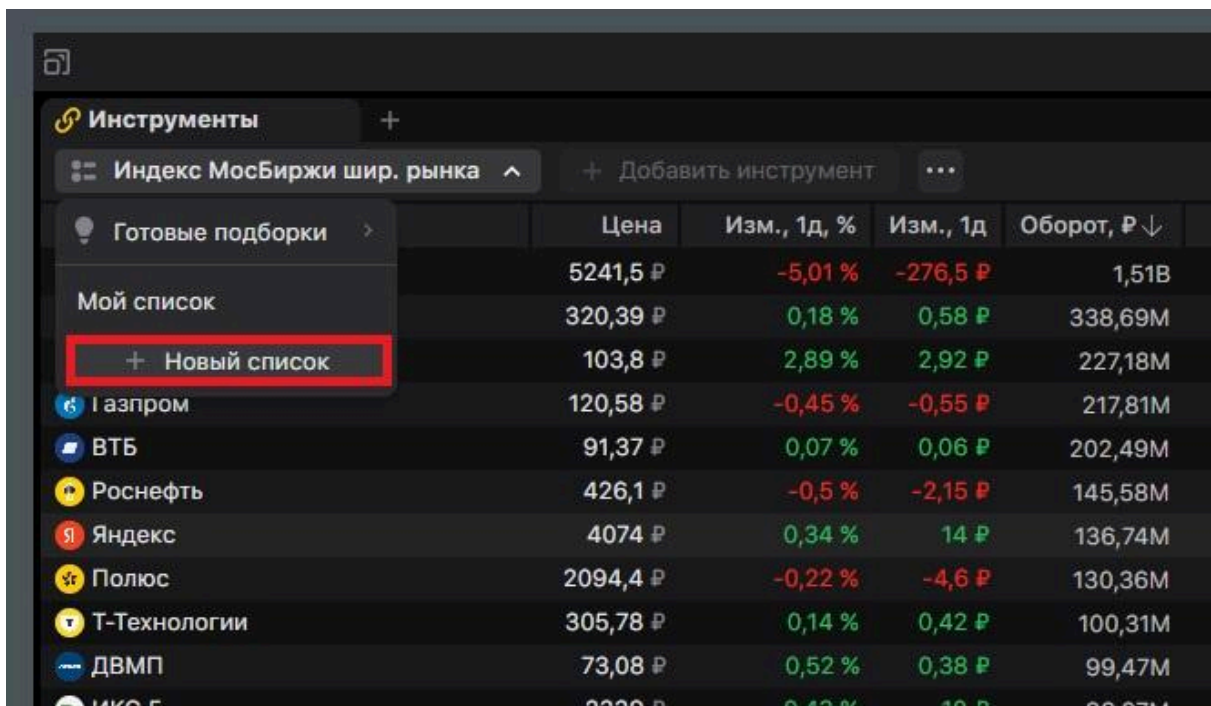 Инструменты +
Индекс МосБиржи шир. рынка + Добавить инструмент ...
Готовые подборки > Цена Изм., 1д, % Изм., 1д Оборот, ₽ ↓
5241,5 ₽ -5,01 % -276,5 ₽ 1,51B
Мой список
320,39 ₽ 0,18 % 0,58 ₽ 338,69M
+ Новый список 103,8 ₽ 2,89 % 2,92 ₽ 227,18M
Газпром 120,58 ₽ -0,45 % -0,55 ₽ 217,81M
ВТБ 91,37 ₽ 0,07 % 0,06 ₽ 202,49M
Роснефть 426,1 ₽ -0,5 % -2,15 ₽ 145,58M
Яндекс 4074 ₽ 0,34 % 14 ₽ 136,74M
Полюс 2094,4 ₽ -0,22 % -4,6 ₽ 130,36M
Т-Технологии 305,78 ₽ 0,14 % 0,42 ₽ 100,31M
ДВМП 73,08 ₽ 0,52 % 0,38 ₽ 99,47M